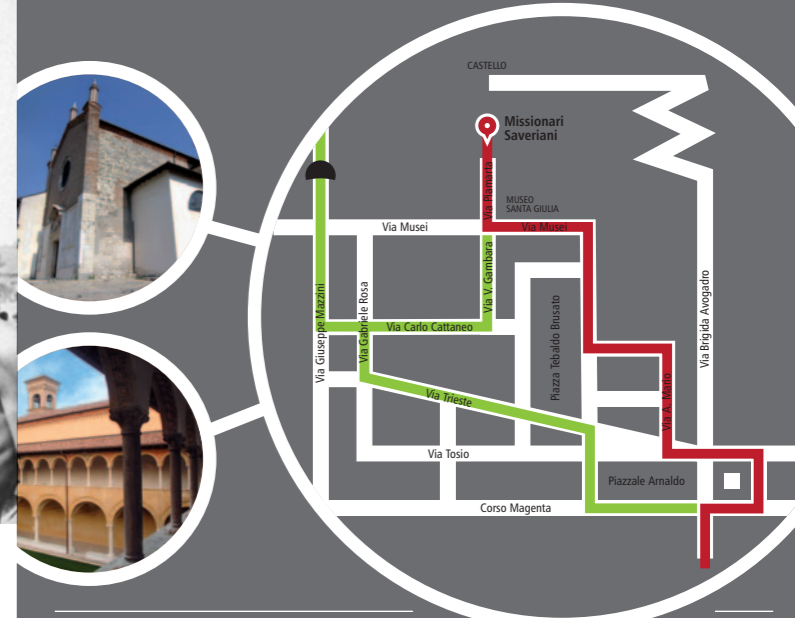 CASTELLO
Missionari
Saveriani
Via Piamarta
MUSEO
SANTA GIULIA
Via Musei
Via Musei
Via V. Gambara
Via Giuseppe Mazzini
Via Gabriele Rosa
Via Carlo Cattaneo
Piazza Tebaldo Brusato
Via Brigida Avogadro
Via Trieste
Via A. Mario
Via Tosio
Piazzale Arnaldo
Corso Magenta